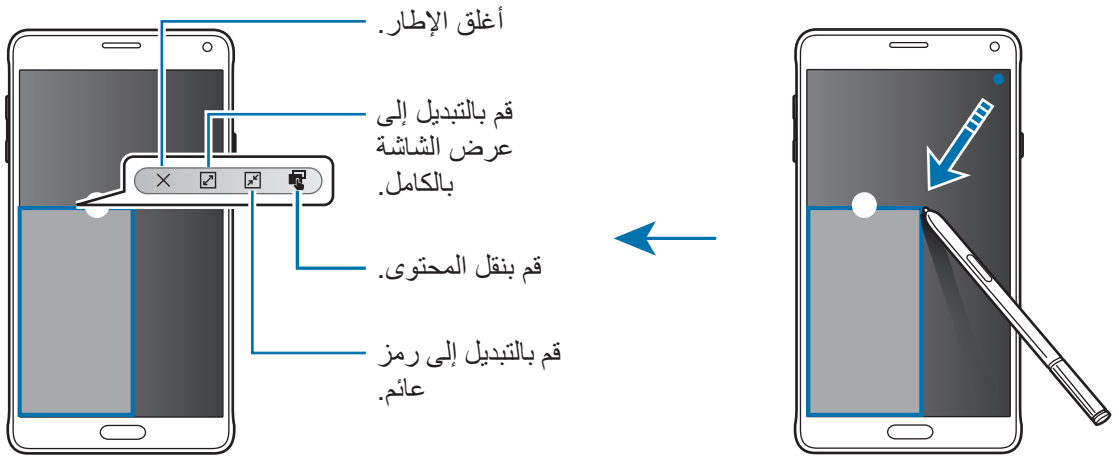 أغلق الإطار.
قم بالتبديل إلى
عرض الشاشة
بالكامل.
قم بنقل المحتوى.
قم بالتبديل إلى رمز
عائم.